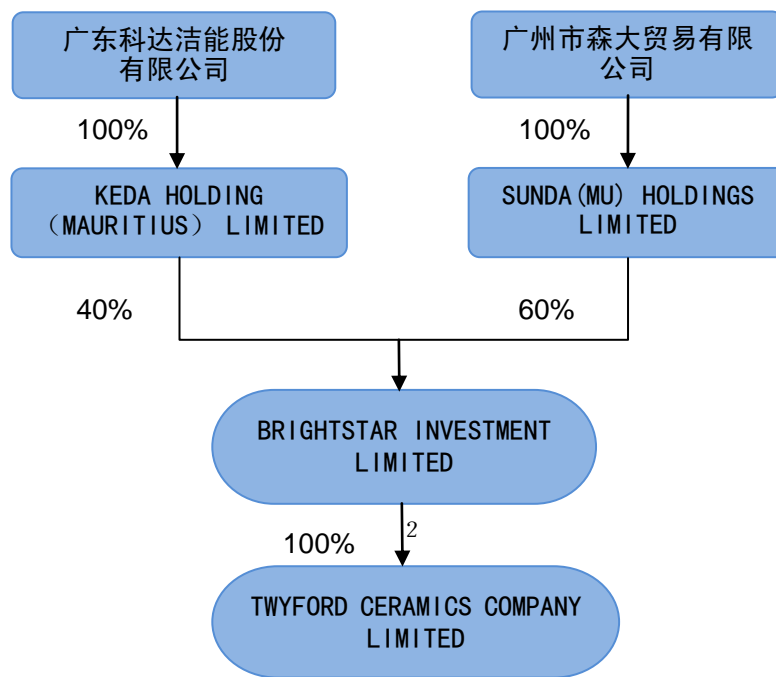 广东科达洁能股份
有限公司
广州市森大贸易有限
公司
100%
100%
KEDA HOLDING
（MAURITIUS） LIMITED
SUNDA(MU) HOLDINGS
LIMITED
40%
60%
BRIGHTSTAR INVESTMENT
LIMITED
2
100%
TWYFORD CERAMICS COMPANY
LIMITED